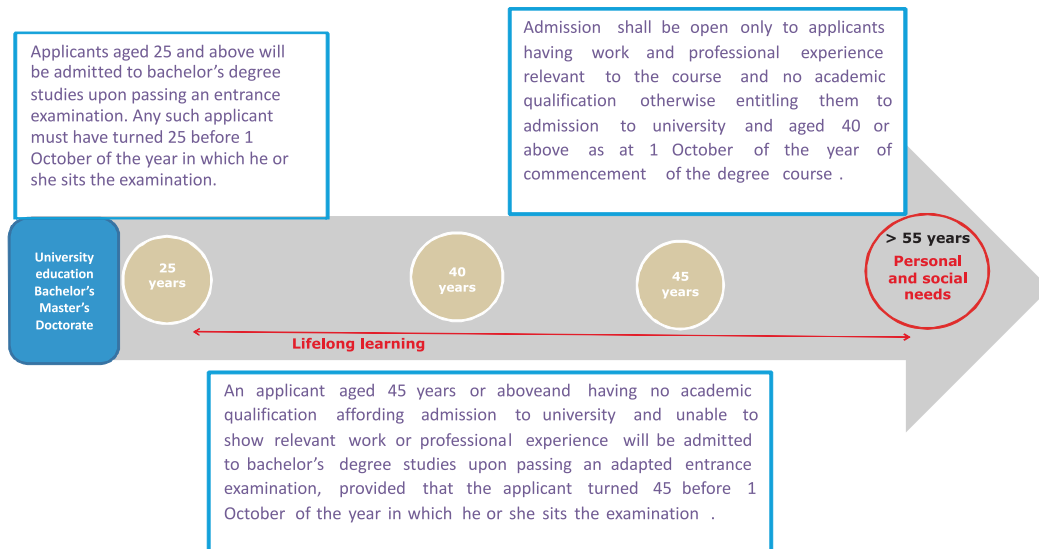 Applicants aged 25 and above will
be admitted to bachelor's degree
studies upon passing an entrance
examination. Any such applicant
must have turned 25 before 1
October of the year in which he or
she sits the examination.
Admission shall be open only to applicants
having work and professional experience
relevant to the course and no academic
qualification otherwise entitling them to
admission to university and aged 40 or
above as at 1 October of the year of
commencement of the degree course .
University
education
Bachelor's
Master's
Doctorate
25
years
40
years
45
years
> 55 years
Personal
and social
needs
Lifelong learning
An applicant aged 45 years or aboveand having no academic
qualification affording admission to university and unable to
show relevant work or professional experience will be admitted
to bachelor's degree studies upon passing an adapted entrance
examination, provided that the applicant turned 45 before 1
October of the year in which he or she sits the examination .